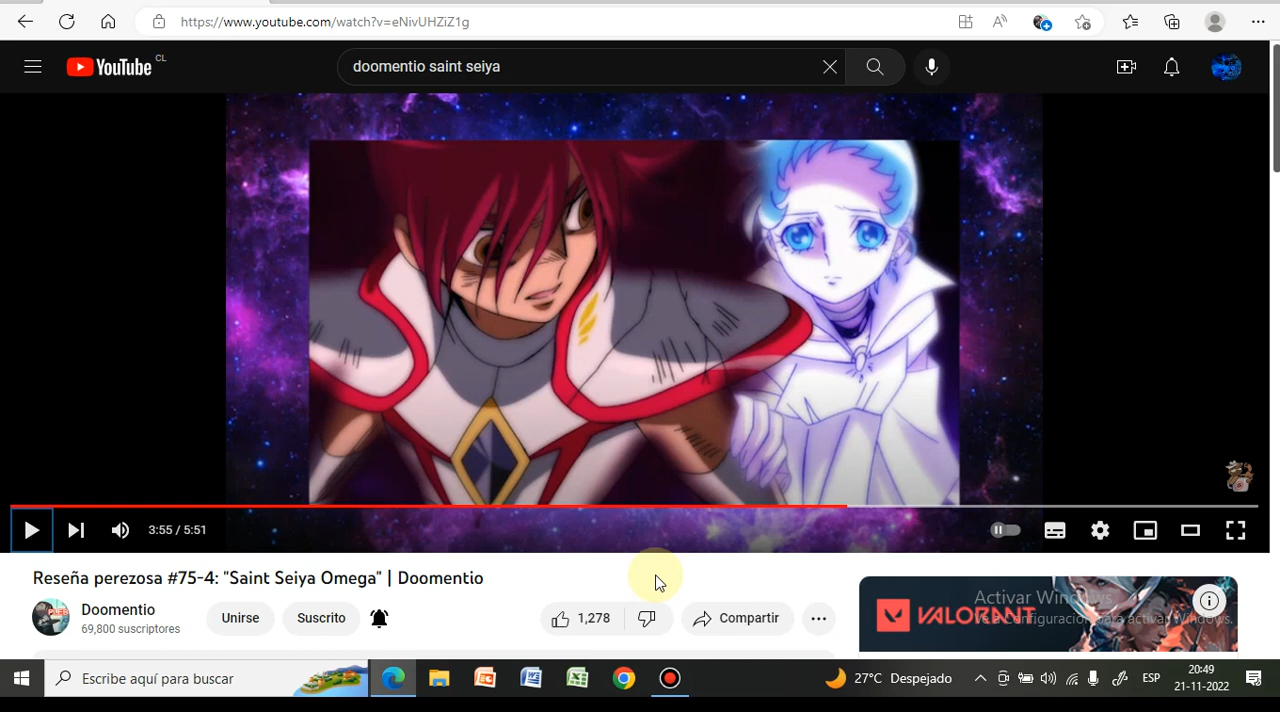 https://www.youtube.com/watch?v=eNivUHZiZ1g
YouTube CL
doomentio saint seiya
3:55 / 5:51
Reseña perezosa #75-4: "Saint Seiya Omega" | Doomentio
Doomentio
69,800 suscriptores
Unirse
Suscrito
1,278
Compartir
VALORANT
Activar Windows
Ve a Configuración para activar Windows.
Escribe aquí para buscar
27°C Despejado
ESP
20:49
21-11-2022